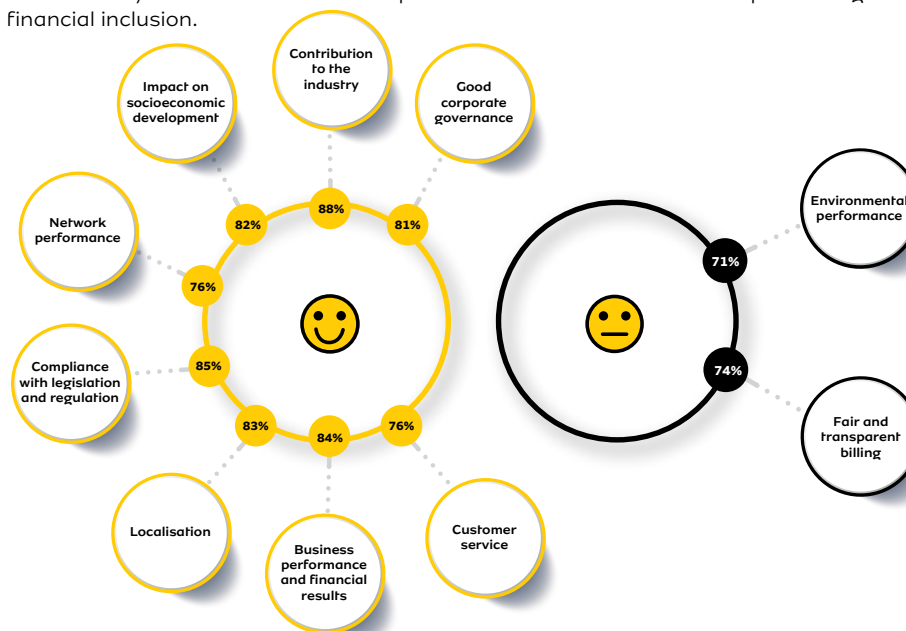 financial inclusion.
Contribution
to the
industry
Impact on
socioeconomic
development
Good
corporate
governance
88%
82%
81%
Network
performance
76%
Compliance
with legislation
and regulation
85%
83%
84%
76%
Localisation
Business
performance
and financial
results
Customer
service
Environmental
performance
71%
74%
Fair and
transparent
billing